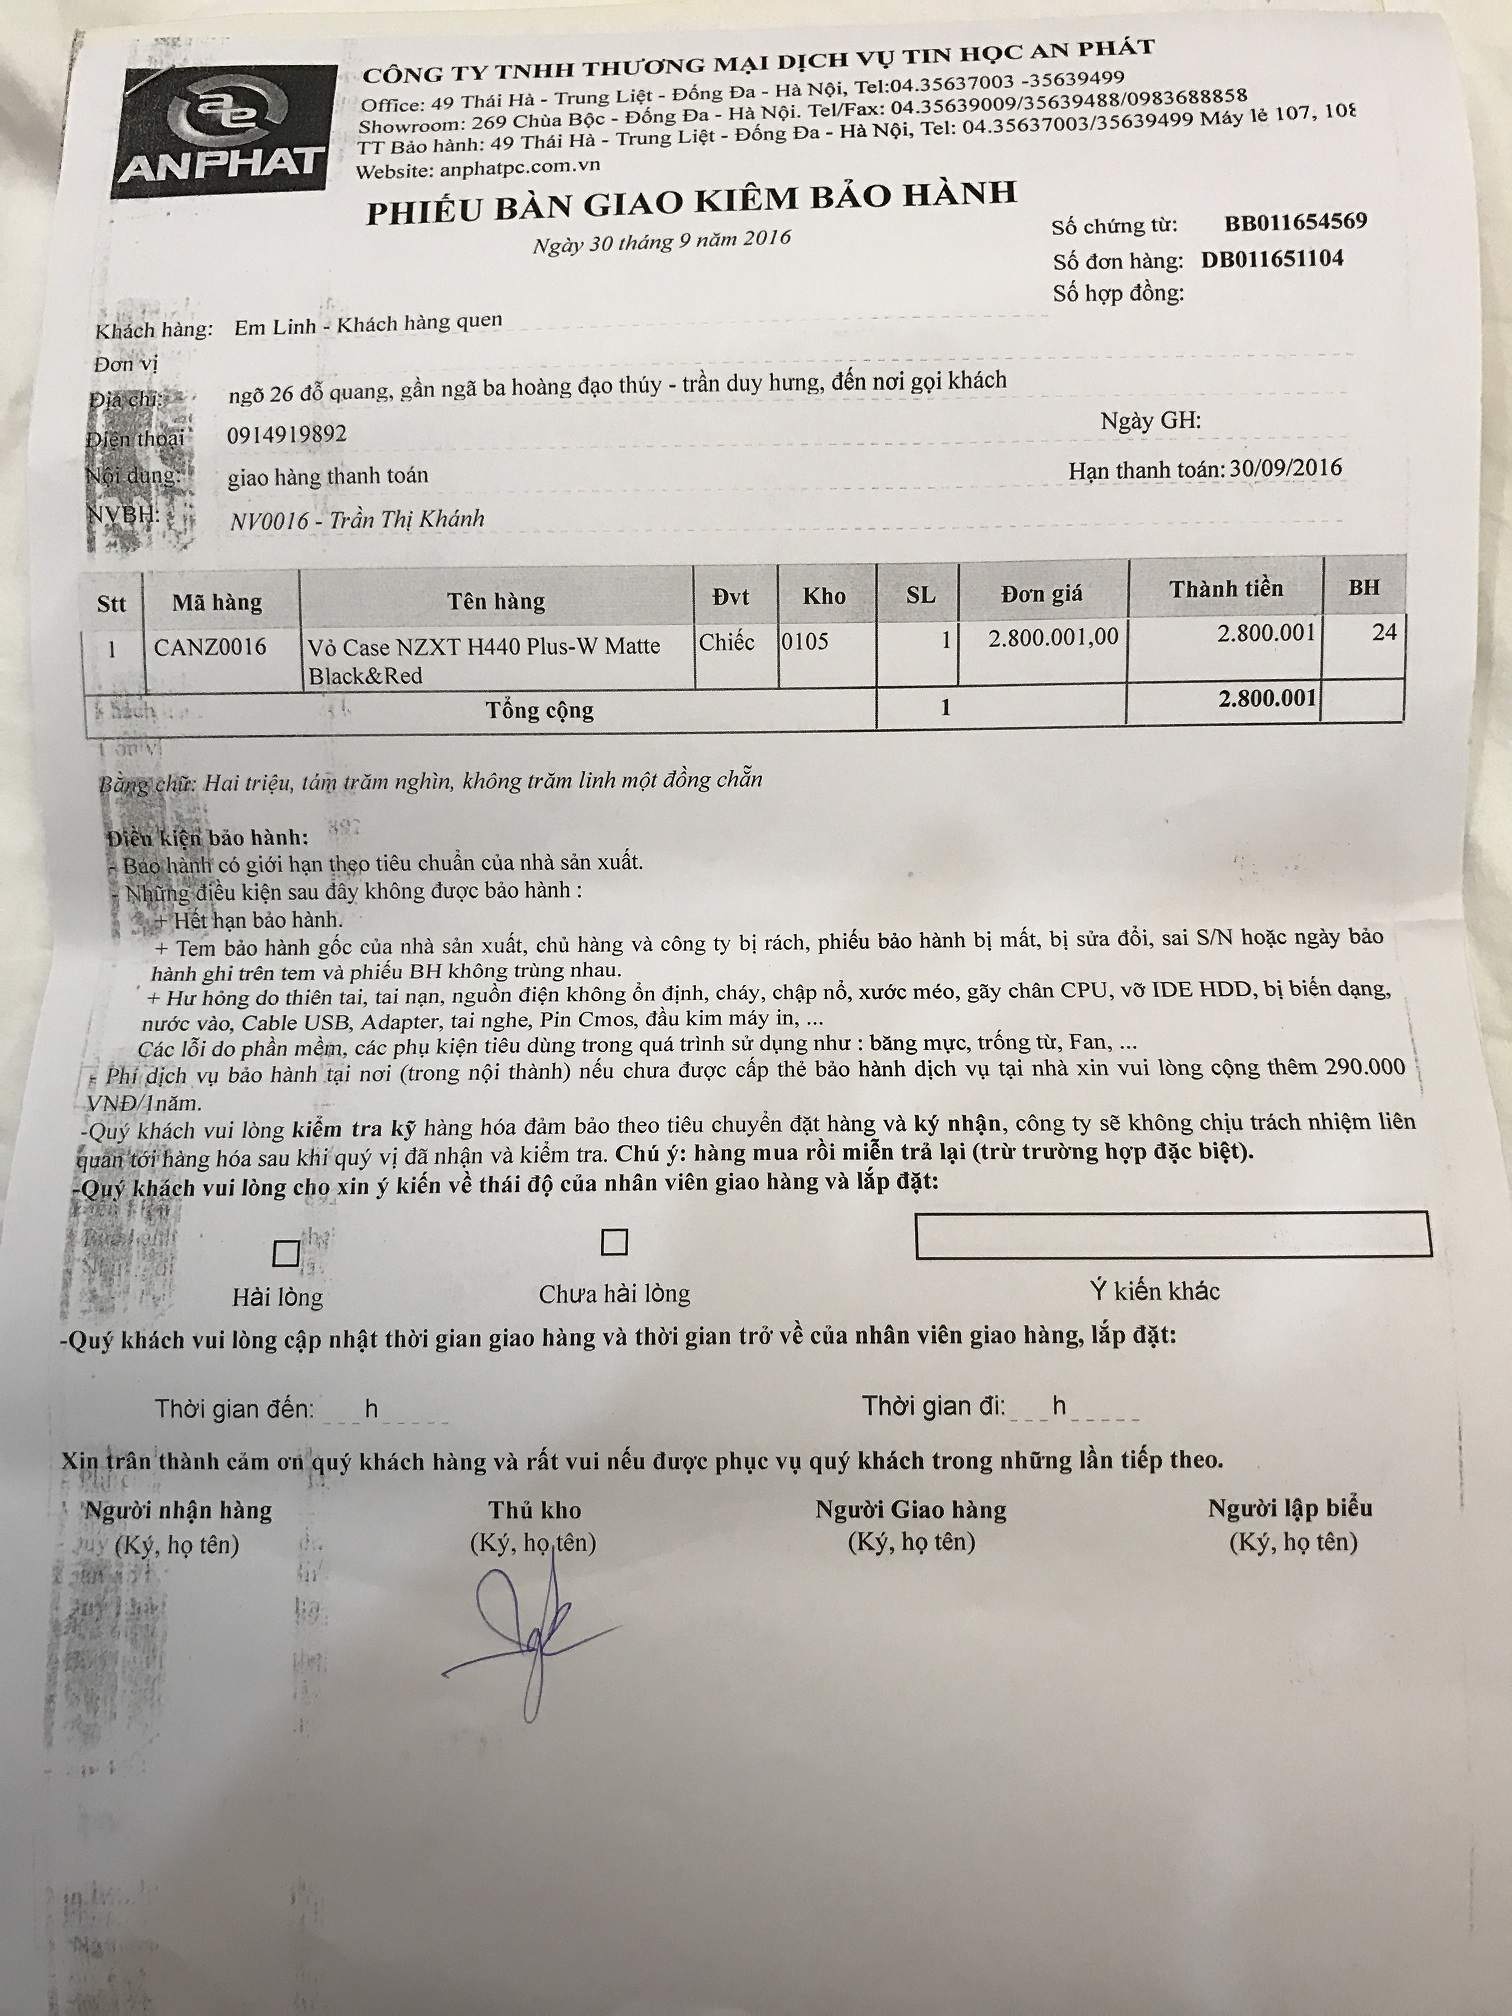 ae
ANPHAT
CÔNG TY TNHH THƯƠNG MẠI DỊCH VỤ TIN HỌC AN PHÁT
Office: 49 Thái Hà - Trung Liệt - Đống Đa - Hà Nội, Tel:04.35637003 -35639499
Showroom: 269 Chùa Bộc - Đống Đa - Hà Nội. Tel/Fax: 04.35639009/35639488/0983688858
TT Bảo hành: 49 Thái Hà - Trung Liệt - Đống Đa - Hà Nội, Tel: 04.35637003/35639499 Máy lẻ 107, 108
Website: anphatpc.com.vn
PHIẾU BÀN GIAO KIÊM BẢO HÀNH
Ngày 30 tháng 9 năm 2016
Số chứng từ: BB011654569
Số đơn hàng: DB011651104
Số hợp đồng:
Khách hàng: Em Linh - Khách hàng quen
Đơn vị
Địa chỉ: ngõ 26 đỗ quang, gần ngã ba hoàng đạo thúy - trần duy hưng, đến nơi gọi khách
Điện thoại 0914919892 Ngày GH:
Nội dung: giao hàng thanh toán Hạn thanh toán: 30/09/2016
NVBH: NV0016 - Trần Thị Khánh
Stt Mã hàng Tên hàng Đvt Kho SL Đơn giá Thành tiền BH
1 CANZ0016 Vỏ Case NZXT H440 Plus-W Matte Chiếc 0105 1 2.800.001,00 2.800.001 24
Black&Red
Tổng cộng 1 2.800.001
Bằng chữ: Hai triệu, tám trăm nghìn, không trăm linh một đồng chẵn
Điều kiện bảo hành:
- Bảo hành có giới hạn theo tiêu chuẩn của nhà sản xuất.
- Những điều kiện sau đây không được bảo hành :
+ Hết hạn bảo hành.
+ Tem bảo hành gốc của nhà sản xuất, chủ hàng và công ty bị rách, phiếu bảo hành bị mất, bị sửa đổi, sai S/N hoặc ngày bảo
hành ghi trên tem và phiếu BH không trùng nhau.
+ Hư hỏng do thiên tai, tai nạn, nguồn điện không ổn định, cháy, chập nổ, xước méo, gãy chân CPU, vỡ IDE HDD, bị biến dạng,
nước vào, Cable USB, Adapter, tai nghe, Pin Cmos, đầu kim máy in, ...
Các lỗi do phần mềm, các phụ kiện tiêu dùng trong quá trình sử dụng như : băng mực, trống từ, Fan, ...
- Phí dịch vụ bảo hành tại nơi (trong nội thành) nếu chưa được cấp thẻ bảo hành dịch vụ tại nhà xin vui lòng cộng thêm 290.000
VNĐ/1năm.
-Quý khách vui lòng kiểm tra kỹ hàng hóa đảm bảo theo tiêu chuyển đặt hàng và ký nhận, công ty sẽ không chịu trách nhiệm liên
quan tới hàng hóa sau khi quý vị đã nhận và kiểm tra. Chú ý: hàng mua rồi miễn trả lại (trừ trường hợp đặc biệt).
-Quý khách vui lòng cho xin ý kiến về thái độ của nhân viên giao hàng và lắp đặt:
Hài lòng Chưa hài lòng Ý kiến khác
-Quý khách vui lòng cập nhật thời gian giao hàng và thời gian trở về của nhân viên giao hàng, lắp đặt:
Thời gian đến: ___h_____ Thời gian đi: ___h_____
Xin trân thành cảm ơn quý khách hàng và rất vui nếu được phục vụ quý khách trong những lần tiếp theo.
Người nhận hàng Thủ kho Người Giao hàng Người lập biểu
(Ký, họ tên) (Ký, họ tên) (Ký, họ tên) (Ký, họ tên)